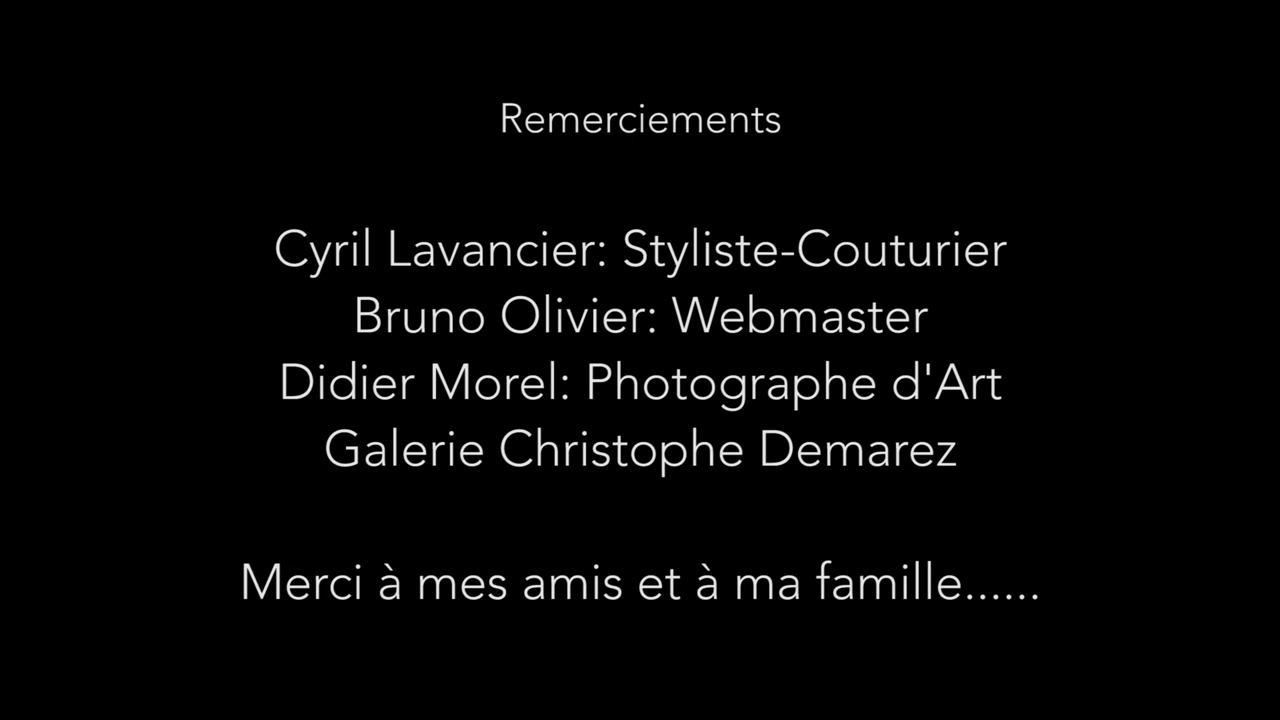 Remerciements
Cyril Lavancier: Styliste-Couturier
Bruno Olivier: Webmaster
Didier Morel: Photographe d'Art
Galerie Christophe Demarez
Merci à mes amis et à ma famille......